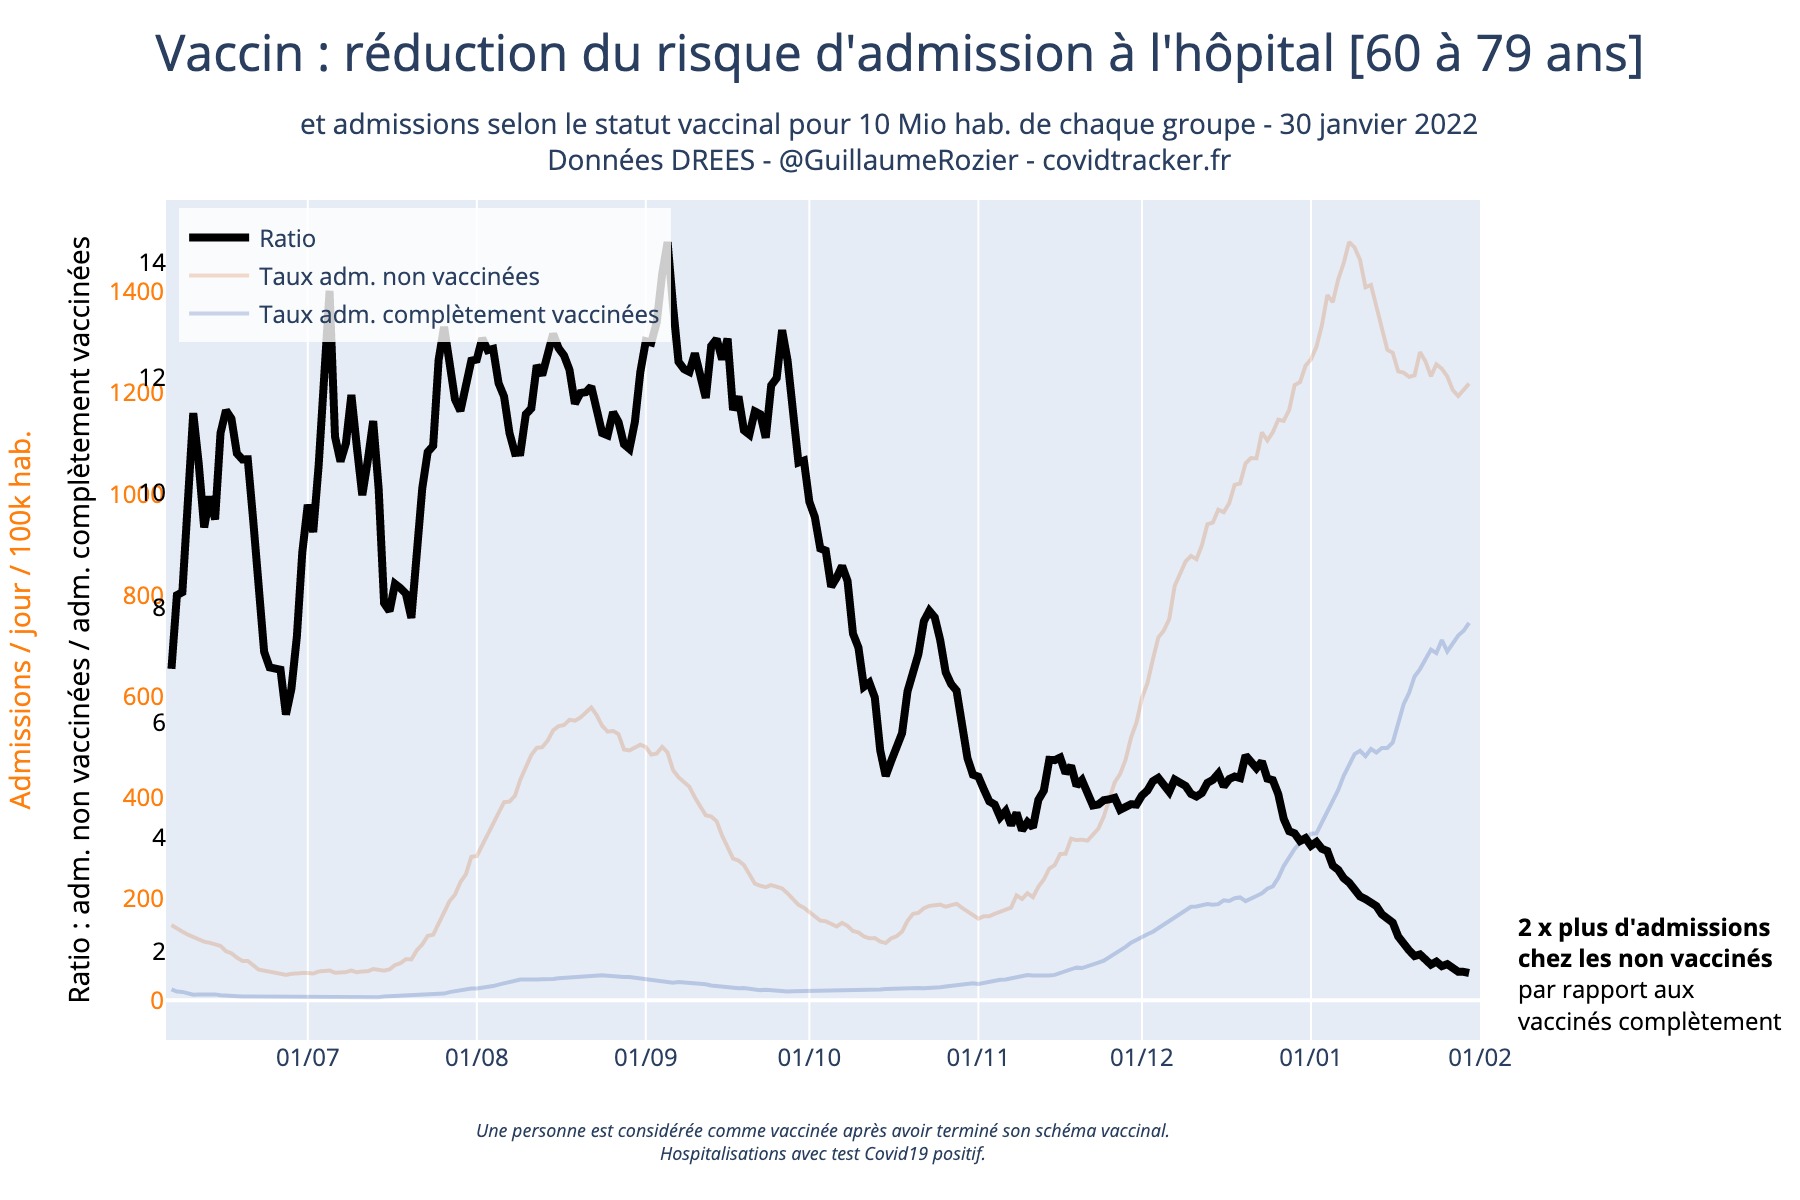 Vaccin : réduction du risque d'admission à l'hôpital [60 à 79 ans]
et admissions selon le statut vaccinal pour 10 Mio hab. de chaque groupe - 30 janvier 2022
Données DREES - @GuillaumeRozier - covidtracker.fr
Admissions / jour / 100k hab.
Ratio : adm. non vaccinées / adm. complètement vaccinées
14
1400
12
1200
10
1000
800
8
600
6
400
4
200
2
0
Ratio
Taux adm. non vaccinées
Taux adm. complètement vaccinées
01/07
01/08
01/09
01/10
01/11
01/12
01/01
01/02
2 x plus d'admissions
chez les non vaccinés
par rapport aux
vaccinés complètement
Une personne est considérée comme vaccinée après avoir terminé son schéma vaccinal.
Hospitalisations avec test Covid19 positif.